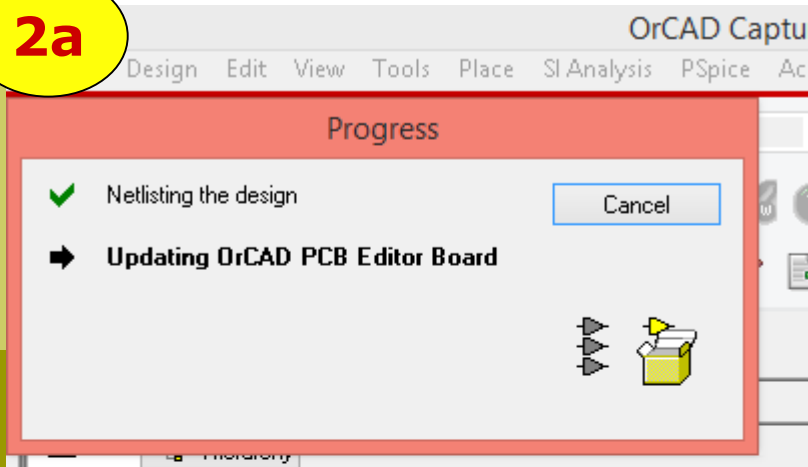 2a
OrCAD Captu
Design Edit View Tools Place SI Analysis PSpice Ac
Progress
Netlisting the design
Cancel
Updating OrCAD PCB Editor Board
Hierarchy